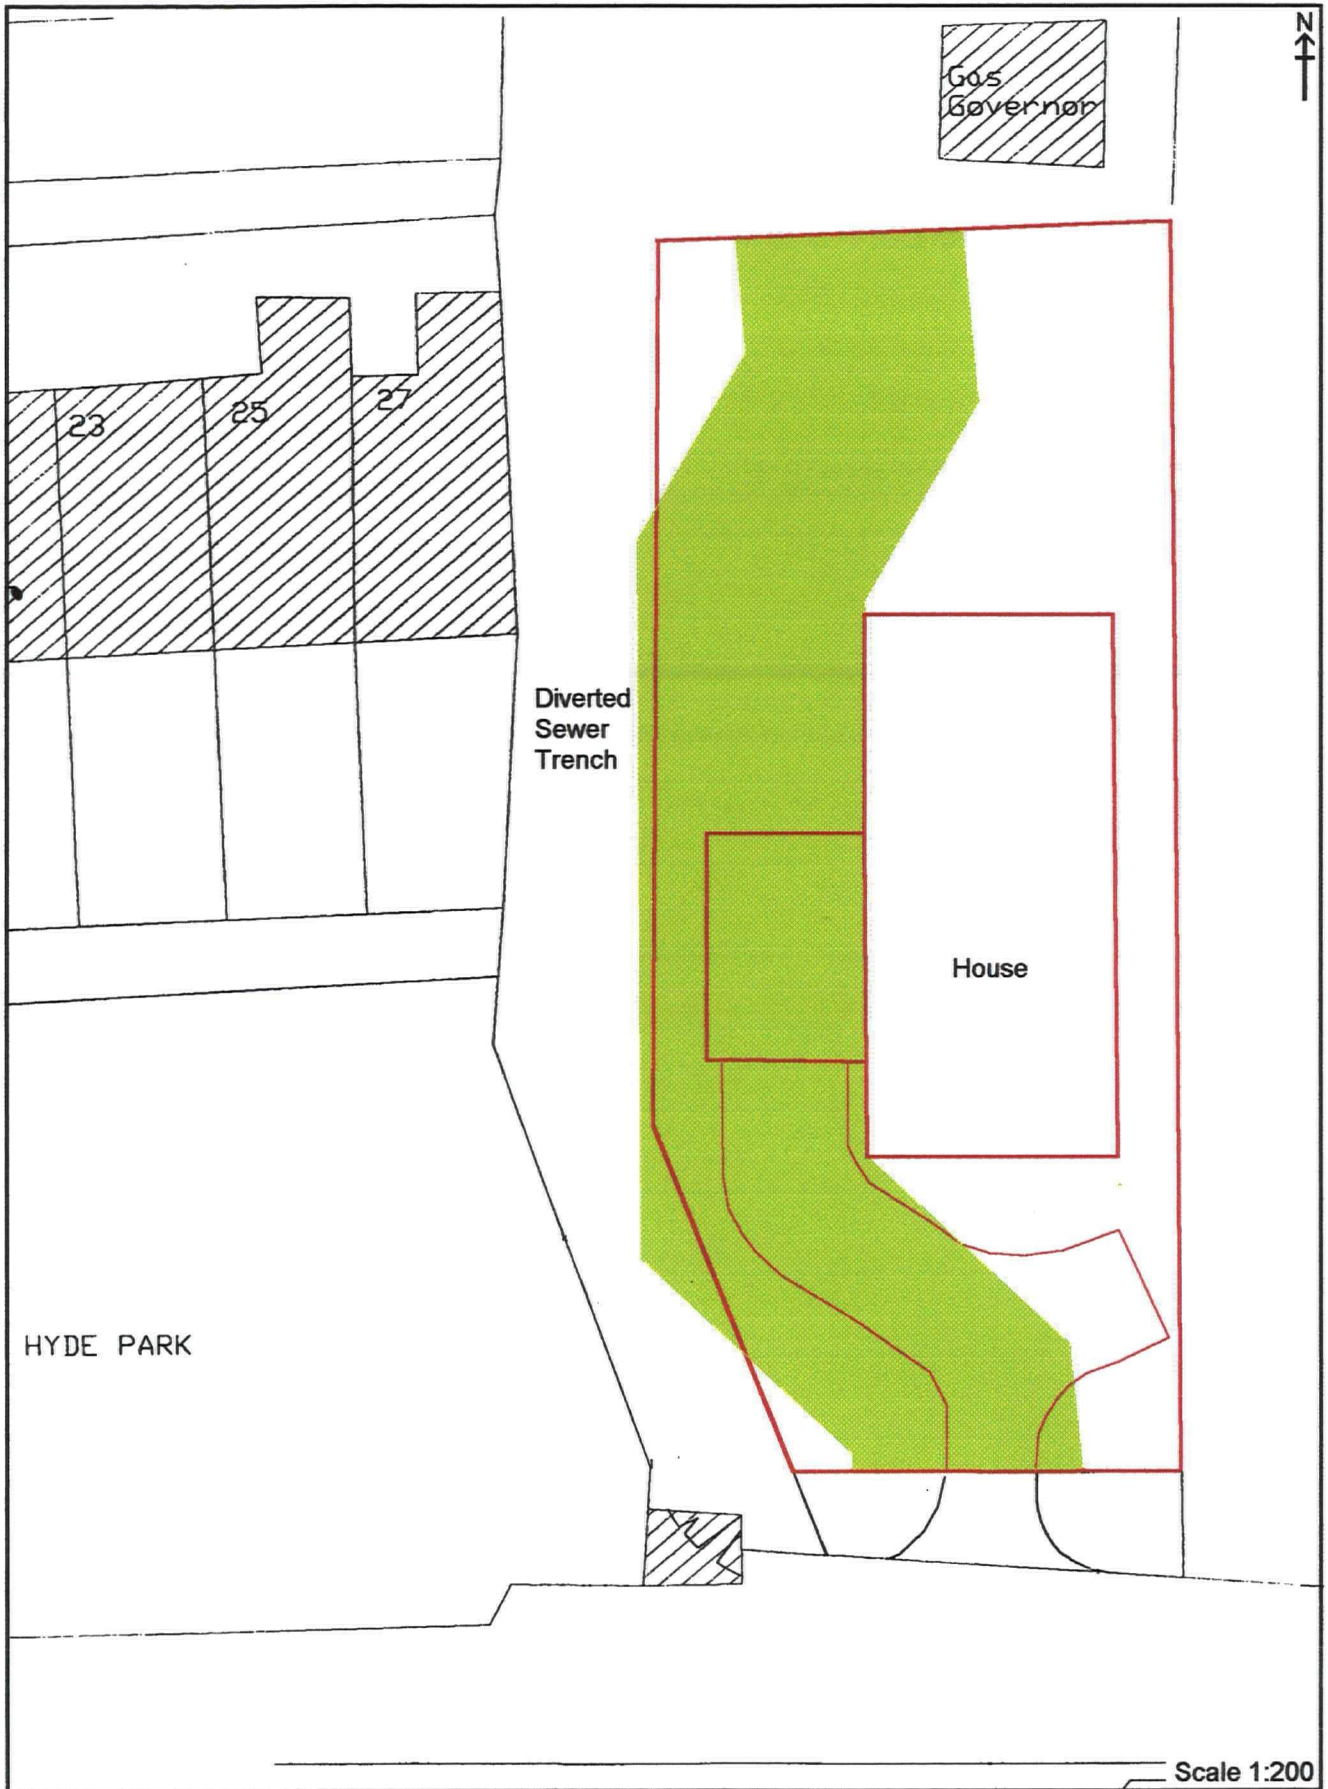 N
Gas
Governor
23
25
27
Diverted
Sewer
Trench
House
HYDE PARK
Scale 1:200